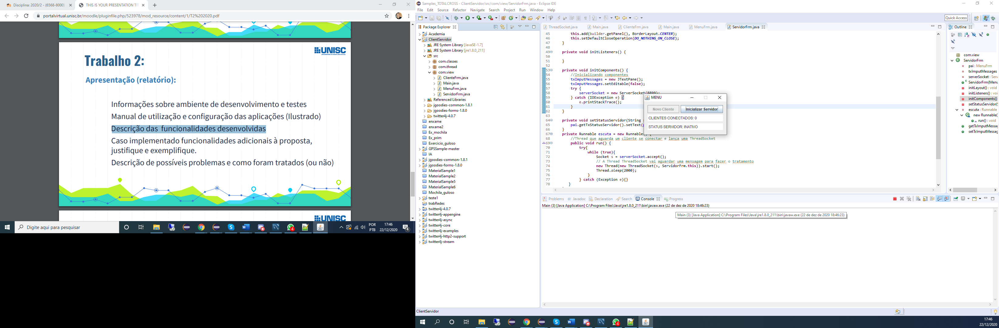 Disciplina: 2020/2 - (6568-8000)
THIS IS YOUR PRESENTATION TIT
portalvirtual.unisc.br/moodle/pluginfile.php/523978/mod_resource/content/1/T2%202020.pdf
UNISC
Trabalho 2:
Apresentação (relatório):
Informações sobre ambiente de desenvolvimento e testes
Manual de utilização e configuração das aplicações (Ilustrado)
Descrição das funcionalidades desenvolvidas
Caso implementado funcionalidades adicionais à proposta,
justifique e exemplifique.
Descrição de possíveis problemas e como foram tratados (ou não)
UNISC
Digite aqui para pesquisar
4
POR
PTB
17:46
22/12/2020
4
Samples_TOTALCROSS - ClientServidor/src/com/view/ServidorFrm.java - Eclipse IDE
File Edit Source Refactor Navigate Search Project Run Window Help
Quick Access
Package Explorer
Academia
ClientServidor
JRE System Library [JavaSE-1.7]
JRE System Library [jre1.8.0_211]
src
com.classes
com.thread
com.view
ClienteFrm.java
Main.java
MenuFrm.java
ServidorFrm.java
Referenced Libraries
jgoodies-common-1.8.1
jgoodies-forms-1.8.0
twitter4j-4.0.7
enxame
enxame2
Ex_mochila
Ex_prim
Exercicio_guloso
GPSSample-master
IA
jgoodies-common-1.8.1
jgoodies-forms-1.8.0
MaterialSample1
MaterialSample2
MaterialSample5
MaterialSample6
Mochila_guloso
teste1
trabRedes
twitter4j-4.0.7
twitter4j-appengine
twitter4j-async
twitter4j-core
twitter4j-examples
twitter4j-http2-support
twitter4j-stream
ThreadSocket.java Main.java ClienteFrm.java Main.java MenuFrm.java ServidorFrm.java
45 this.add(builder.getPanel(), BorderLayout.CENTER);
46 this.setDefaultCloseOperation(DO_NOTHING_ON_CLOSE);
47 }
48
49 private void initListeners() {
50
51 }
52
53 private void initComponents() {
54 //Inicializando componentes
55 txImputMessages = new JTextPane();
56 txImputMessages.setEditable(false);
57 try {
58 serverSocket = new ServerSocket(8899);
59 } catch (IOException e) {
60 e.printStackTrace();
61 }
62 }
63
64 private void setStatusServidor(String s
65 pai.getTxStatusServidor().setText(
66 }
67 private Runnable escuta = new Runnable() {
68 //Thread que aguarda um cliente se conectar e lança uma ThreadSocket
69 public void run() {
70 try{
71 while (true){
72 Socket s = serverSocket.accept();
73 // A Thread ThreadSocket vai aguardar uma mensagem para fazer o tratamento
74 new Thread(new ThreadSocket(s, ServidorFrm.this)).start();
75 Thread.sleep(2000);
76 }
77 } catch (Exception e){}
78 }
MENU
Novo Cliente Inicializar Servidor
CLIENTES CONECTADOS: 0
STATUS SERVIDOR: INATIVO
Outline
com.view
ServidorFrm
pai : MenuFrm
txImputMessages
serverSocket : Serv
ServidorFrm(Menu
initLayout() : void
initListeners() : voi
initComponents()
setStatusServidor(S
escuta : Runnable
new Runnable(
run() : void
getTxImputMessag
setTxImputMessag
Problems Javadoc Declaration Search Console Progress
Main (3) [Java Application] C:\Program Files\Java\jre1.8.0_211\bin\javaw.exe (22 de dez de 2020 18:46:23)
Main (3) [Java Application] C:\Program Files\Java\jre1.8.0_211\bin\javaw.exe (22 de dez de 2020 18:46:23)
ClientServidor
4
17:46
22/12/2020